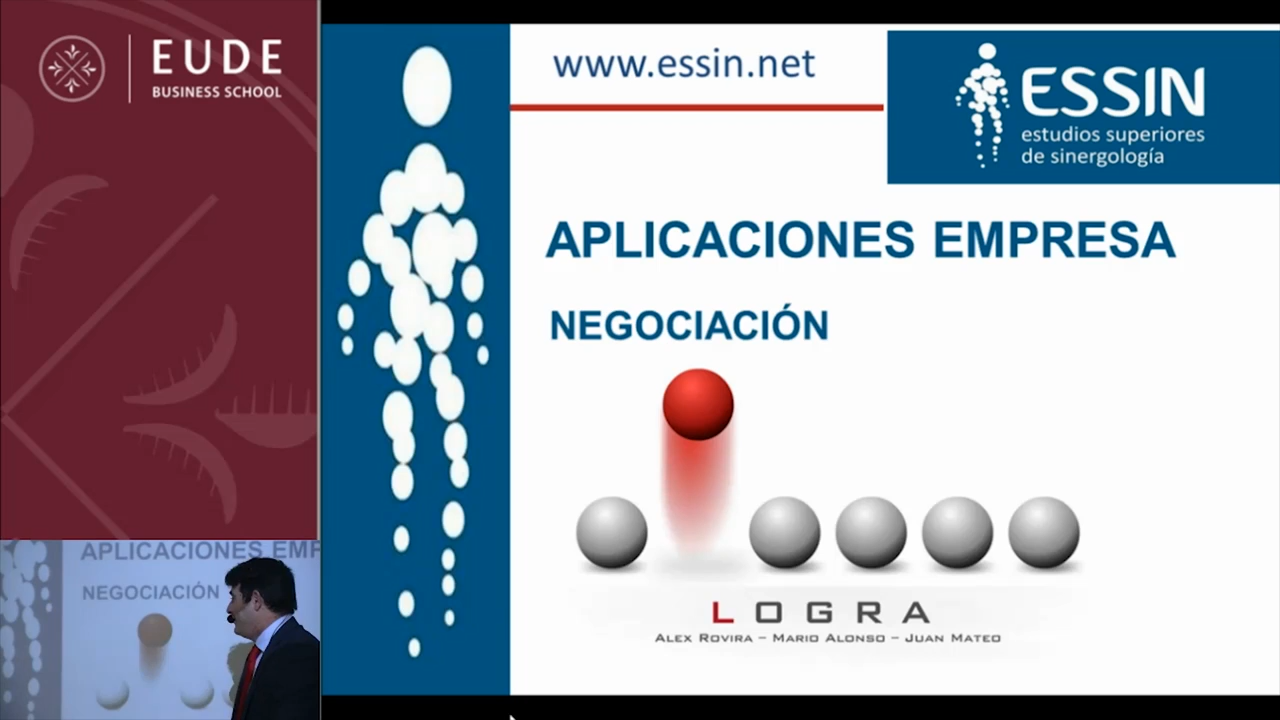 EUDE
BUSINESS SCHOOL
www.essin.net
ESSIN
estudios superiores
de sinergología
APLICACIONES EMPRESA
NEGOCIACIÓN
LOGRA
ALEX ROVIRA – MARIO ALONSO – JUAN MATEO
APLICACIONES EMP
NEGOCIACIÓN